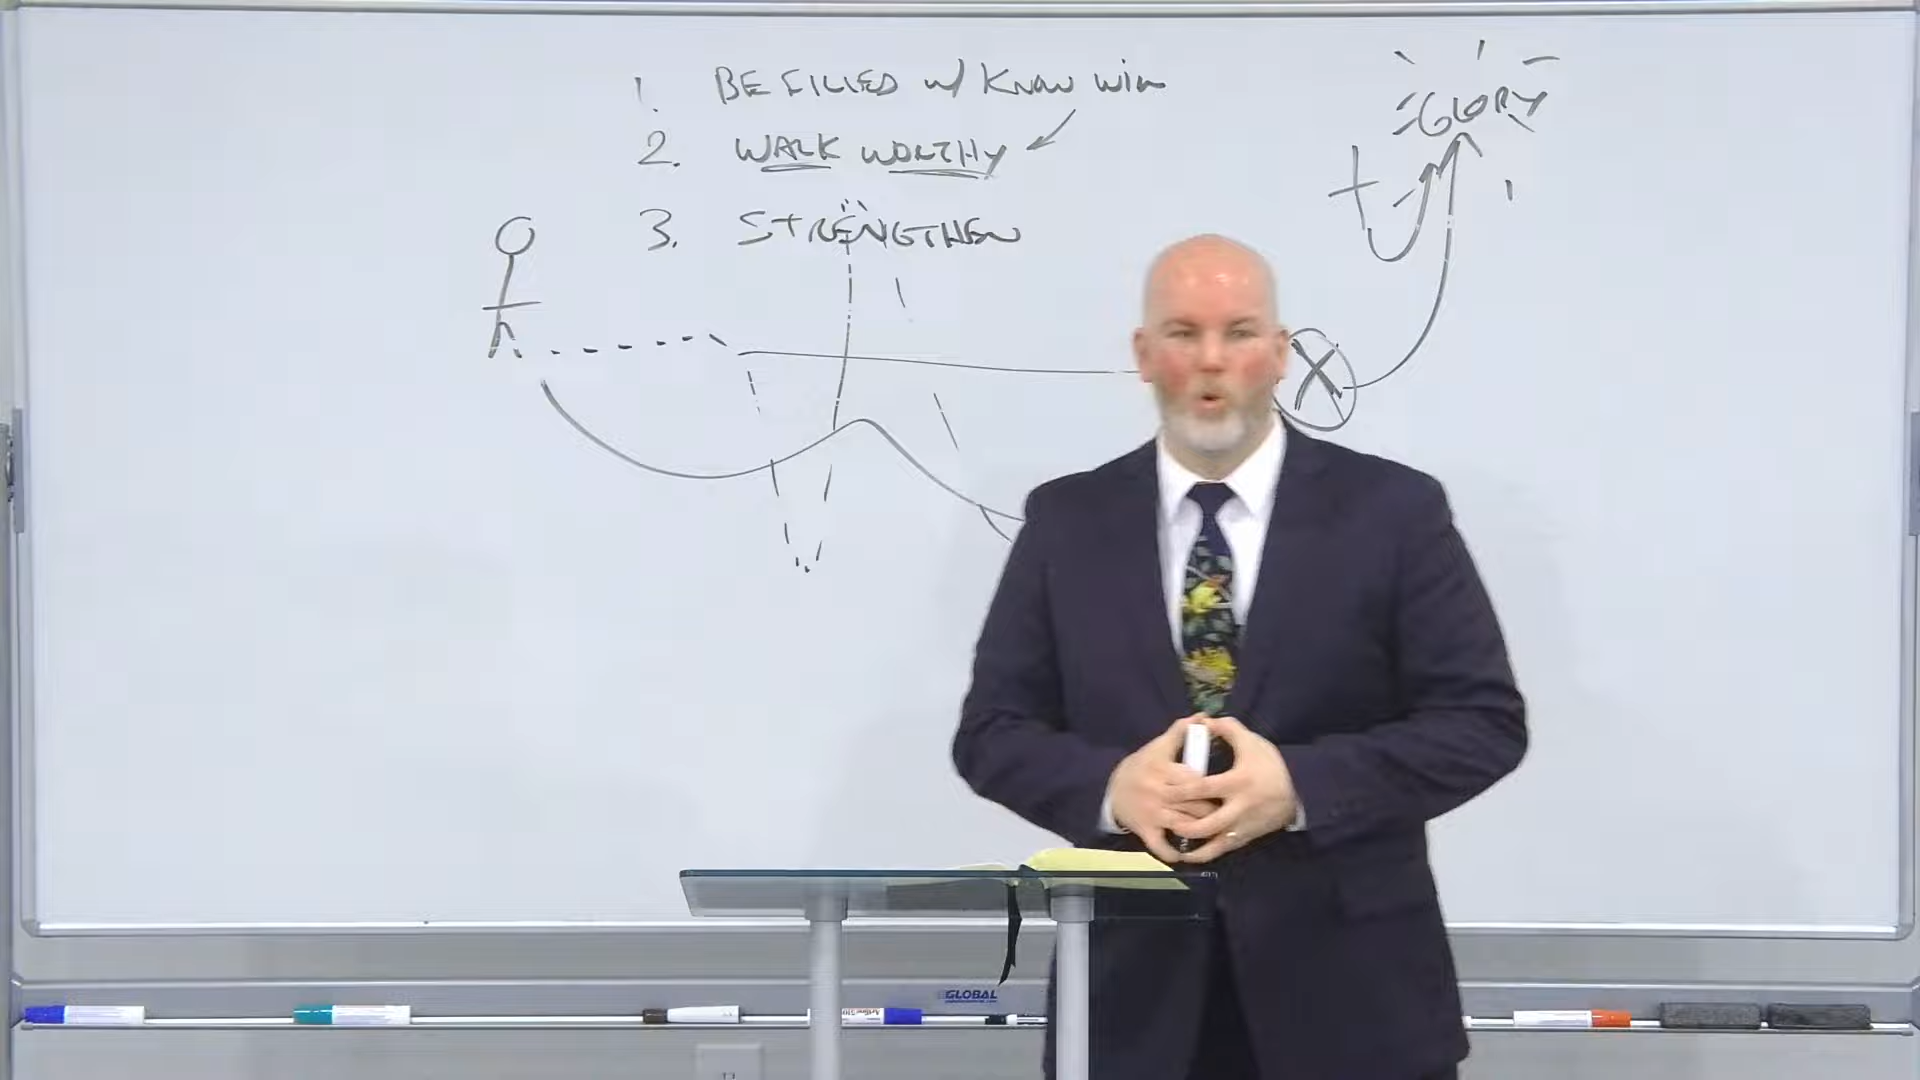 1. BE FILLED w/ KNOW WILL
2. WALK WORTHY
3. STRENGTHEN
GLORY
X
GLOBAL